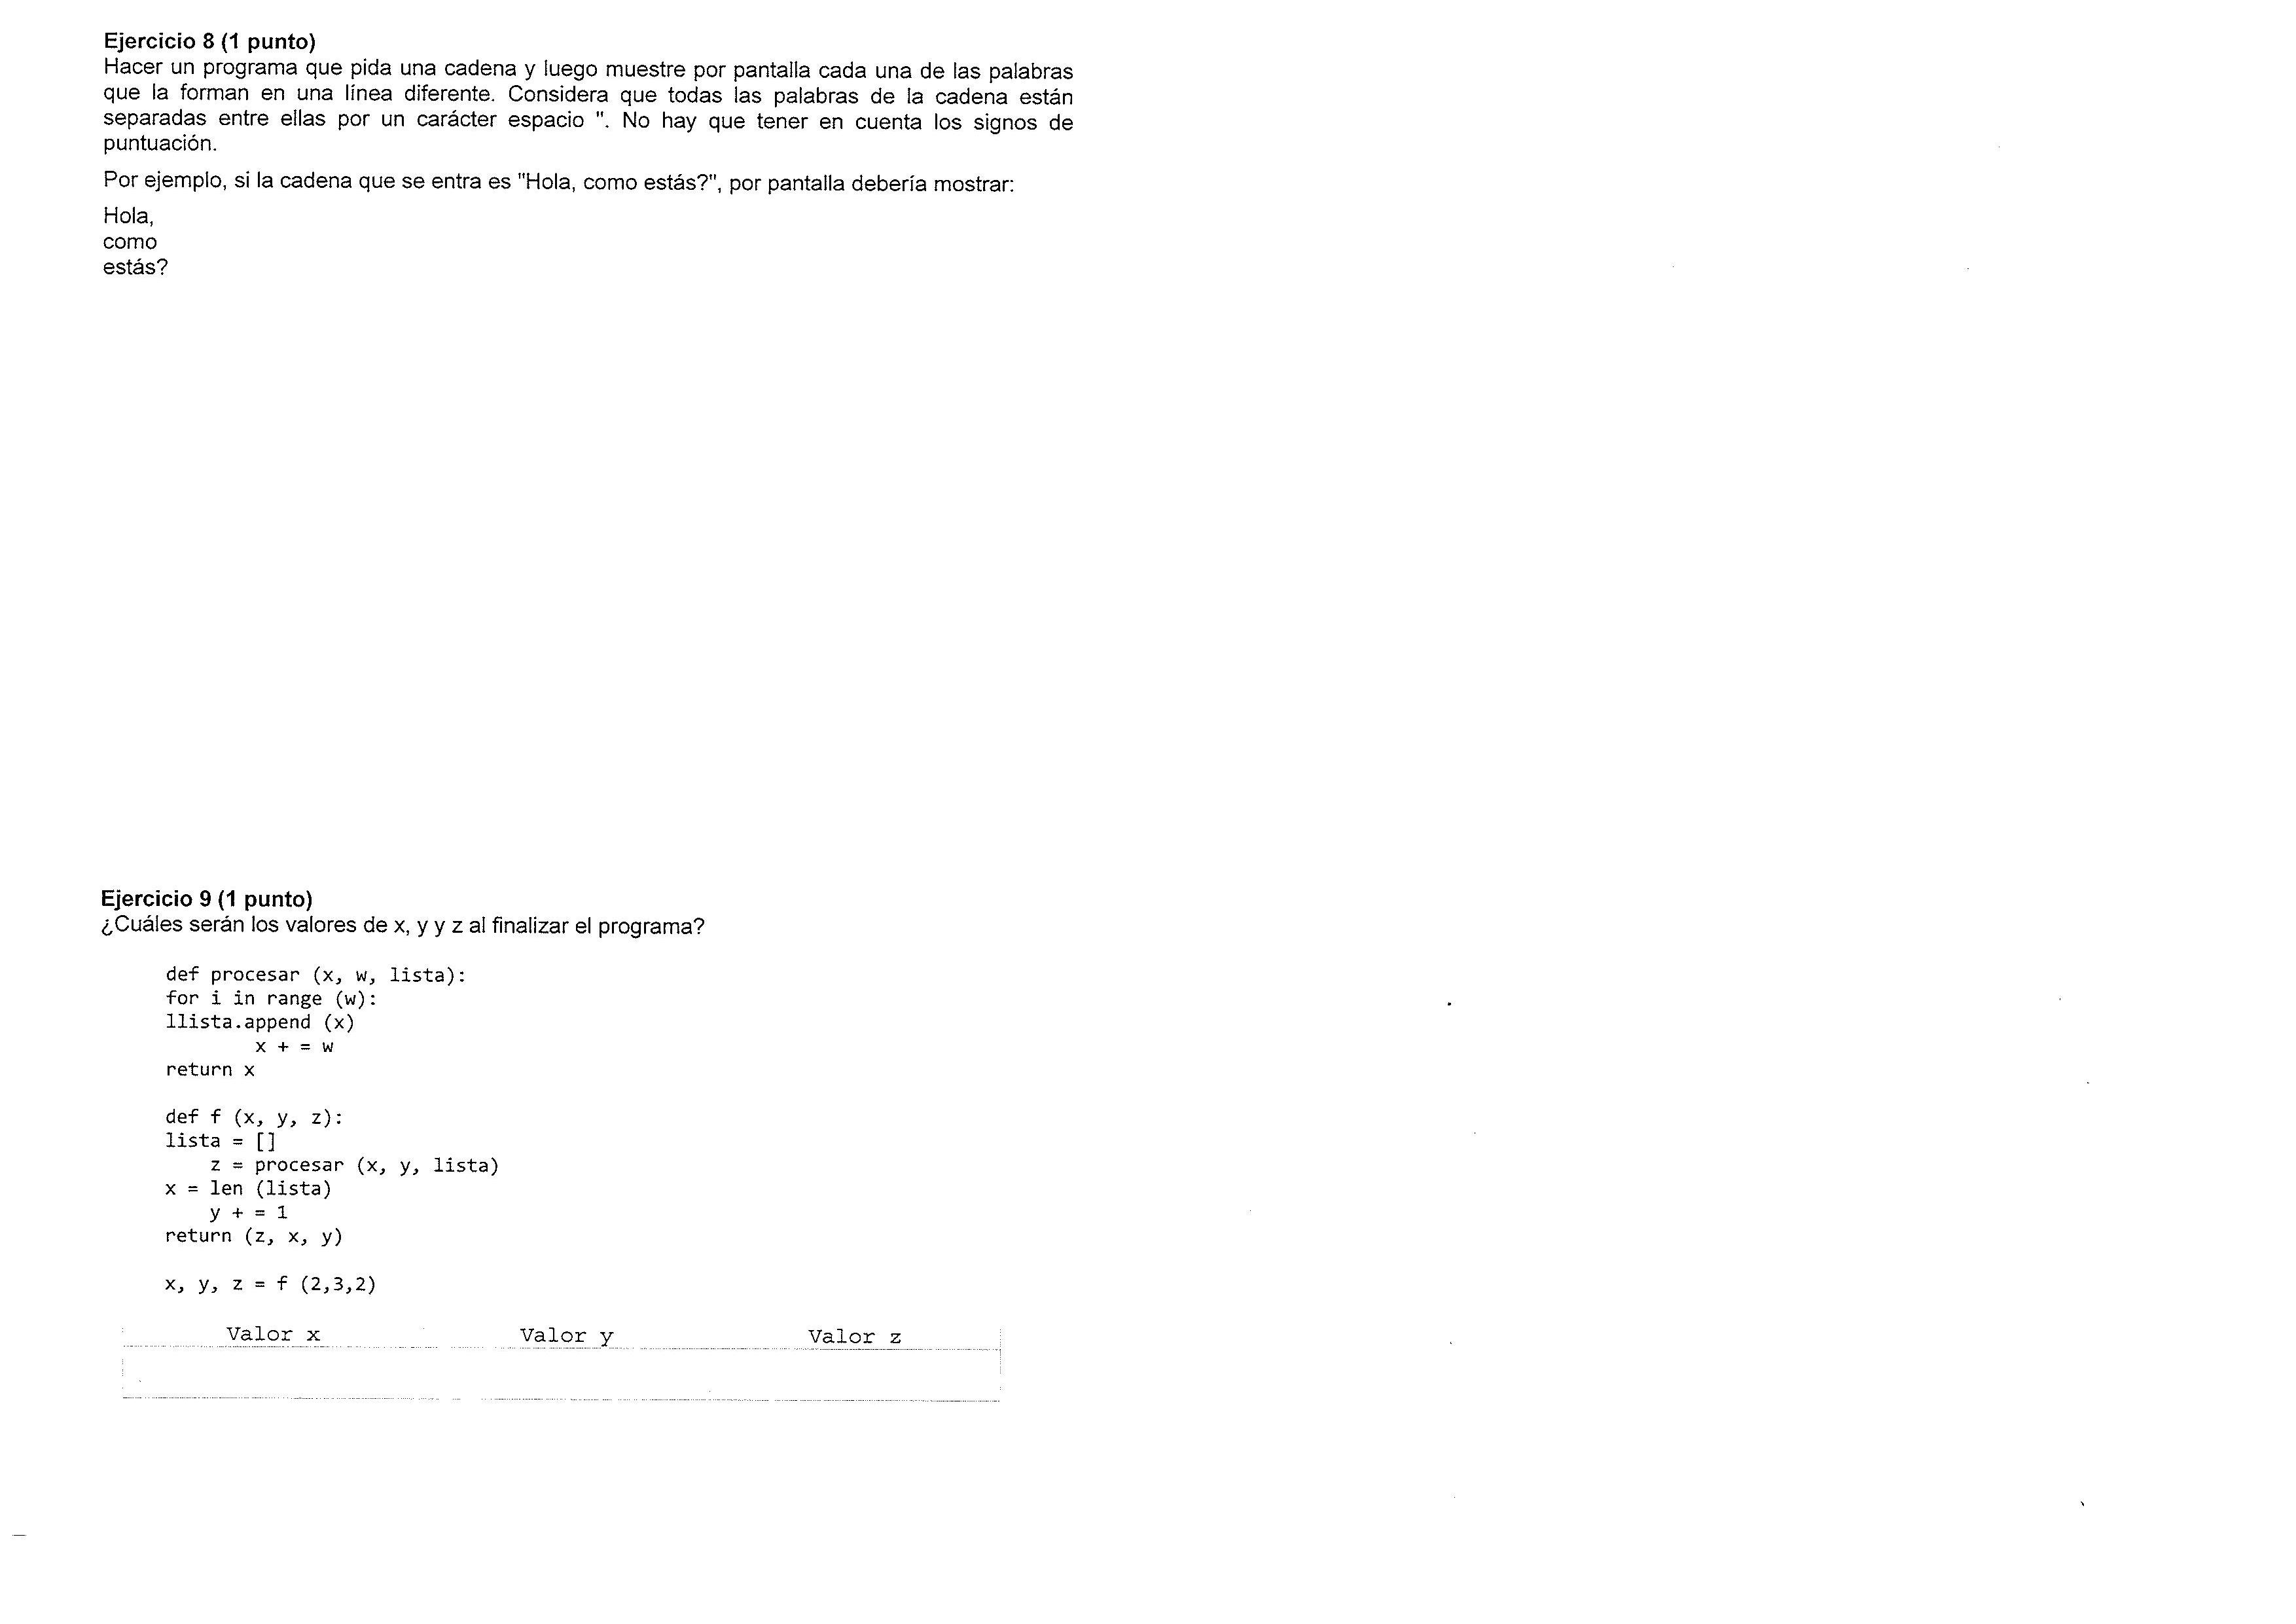 Ejercicio 8 (1 punto)
Hacer un programa que pida una cadena y luego muestre por pantalla cada una de las palabras
que la forman en una línea diferente. Considera que todas las palabras de la cadena están
separadas entre ellas por un carácter espacio ". No hay que tener en cuenta los signos de
puntuación.
Por ejemplo, si la cadena que se entra es "Hola, como estás?", por pantalla debería mostrar:
Hola,
como
estás?
Ejercicio 9 (1 punto)
¿Cuáles serán los valores de x, y y z al finalizar el programa?
def procesar (x, w, lista):
for i in range (w):
llista.append (x)
        x + = w
return x
def f (x, y, z):
lista = []
    z = procesar (x, y, lista)
x = len (lista)
    y + = 1
return (z, x, y)
x, y, z = f (2,3,2)
Valor x Valor y Valor z